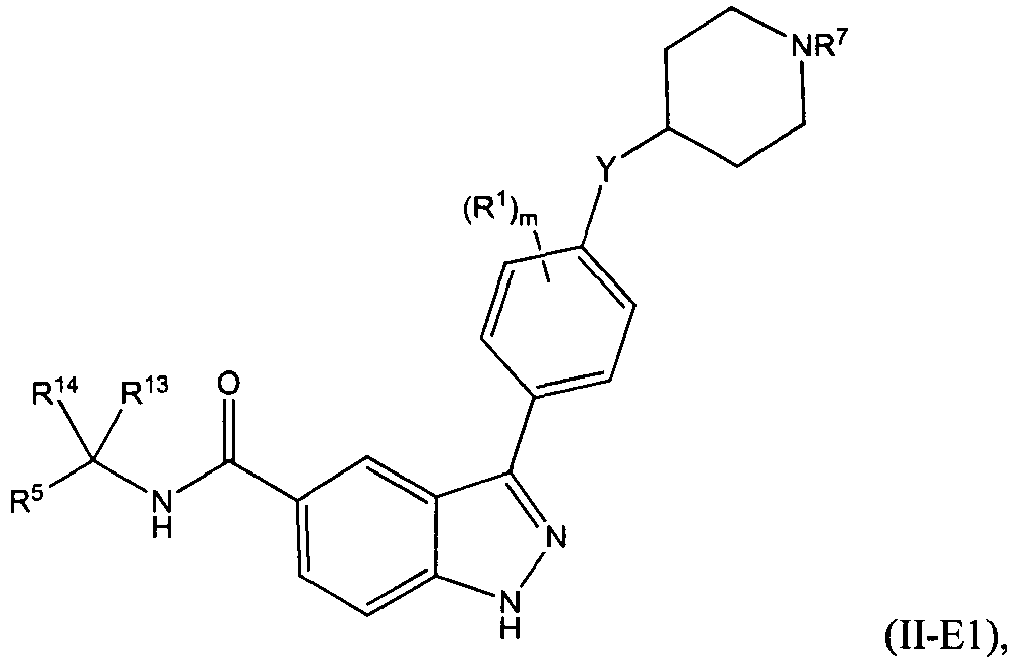 NR⁷
Y
(R¹)ₘ
R¹⁴ R¹³ O
R⁵ N
H
N
N
H
(II-E1),